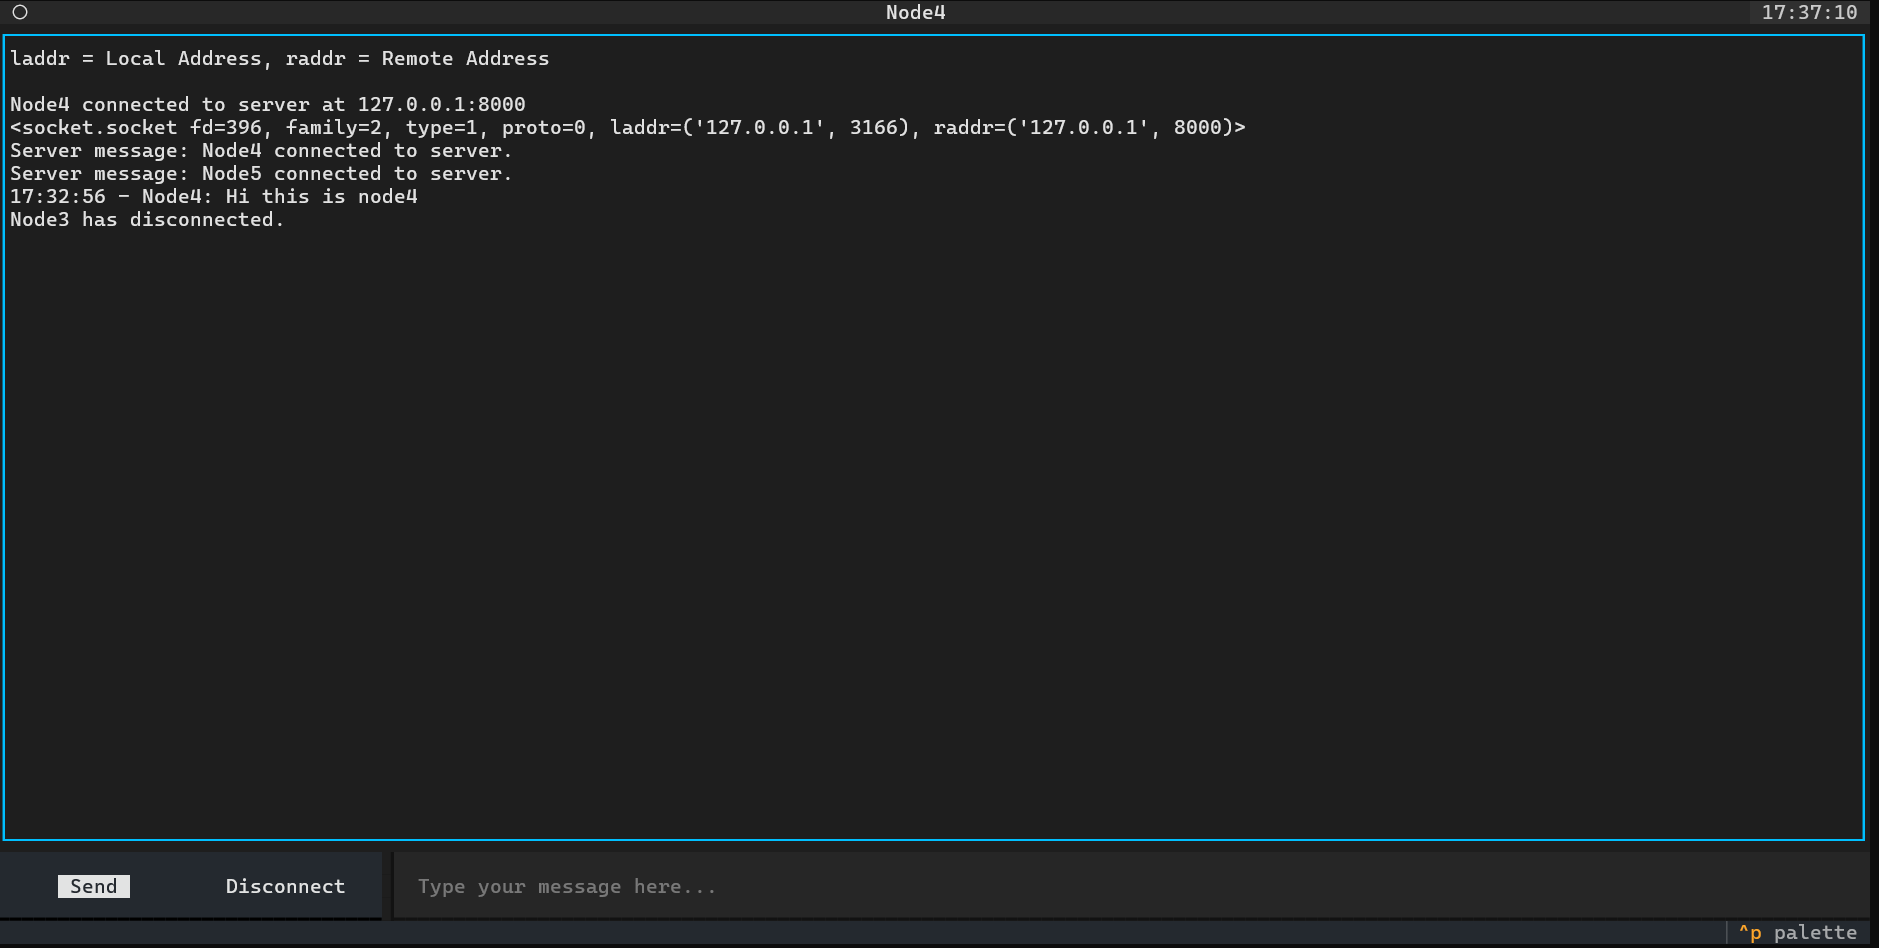 Node4 17:37:10
laddr = Local Address, raddr = Remote Address
Node4 connected to server at 127.0.0.1:8000
<socket.socket fd=396, family=2, type=1, proto=0, laddr=('127.0.0.1', 3166), raddr=('127.0.0.1', 8000)>
Server message: Node4 connected to server.
Server message: Node5 connected to server.
17:32:56 - Node4: Hi this is node4
Node3 has disconnected.
Send Disconnect Type your message here...
^p palette